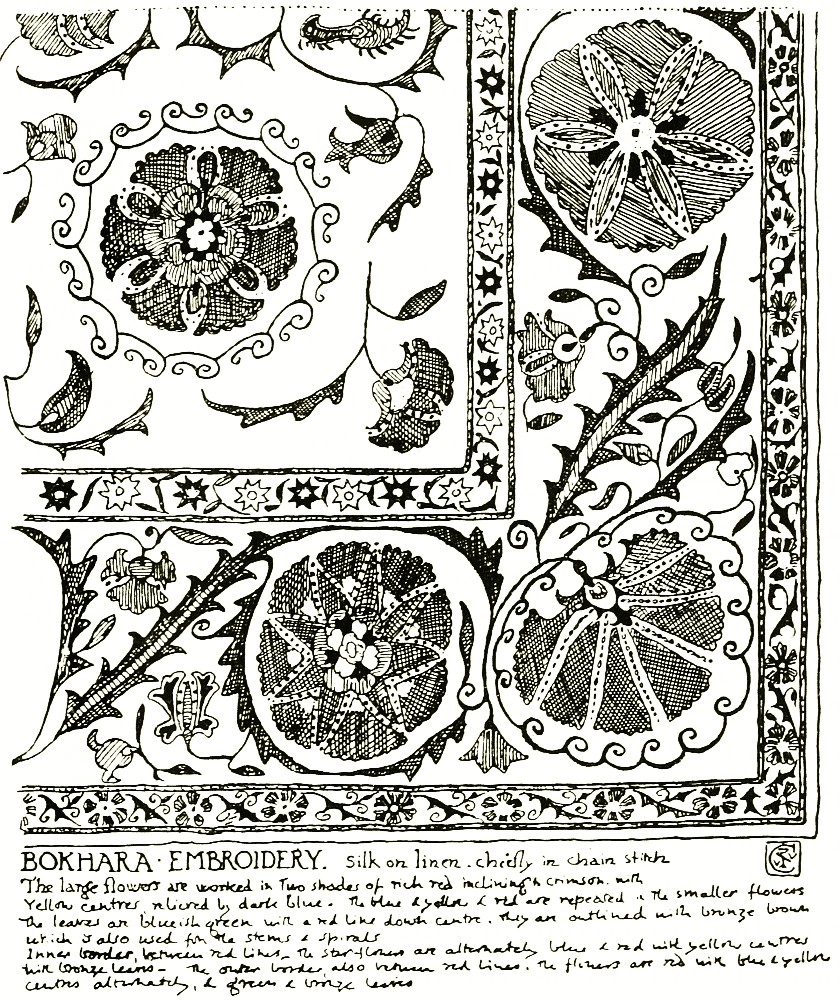 BOKHARA · EMBROIDERY. Silk on linen. chiefly in chain stitch
The large flowers are worked in two shades of rich red inclining to crimson. with
Yellow centres relieved by dark blue. The blue & yellow & red are repeated in the smaller flowers
The leaves are blueish green with a red line down centre. They are outlined with bronze brown
which is also used for the stems & spirals
Inner border, between red lines. The star flowers are alternately blue & red with yellow centres
with bronze leaves - The outer border, also between red lines. The flowers are red with blue & yellow
centres alternately, & green & bronze leaves